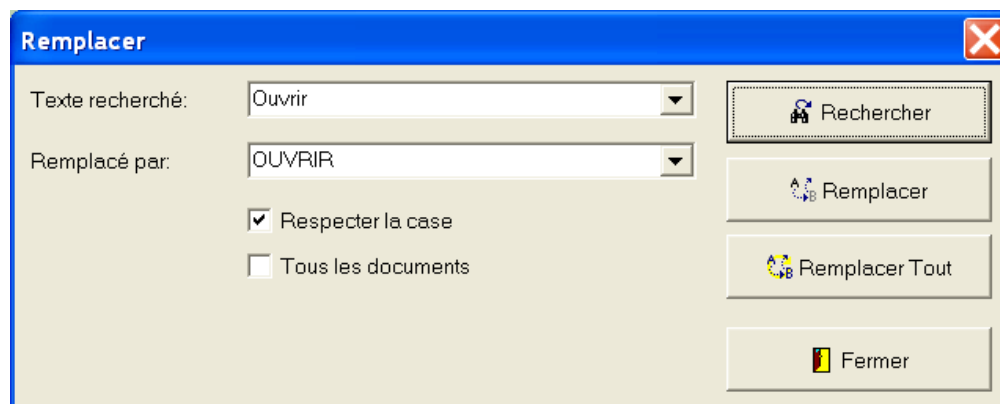 Remplacer
Texte recherché: Ouvrir
Rechercher
Remplacé par: OUVRIR
Remplacer
Respecter la case
Tous les documents
Remplacer Tout
Fermer